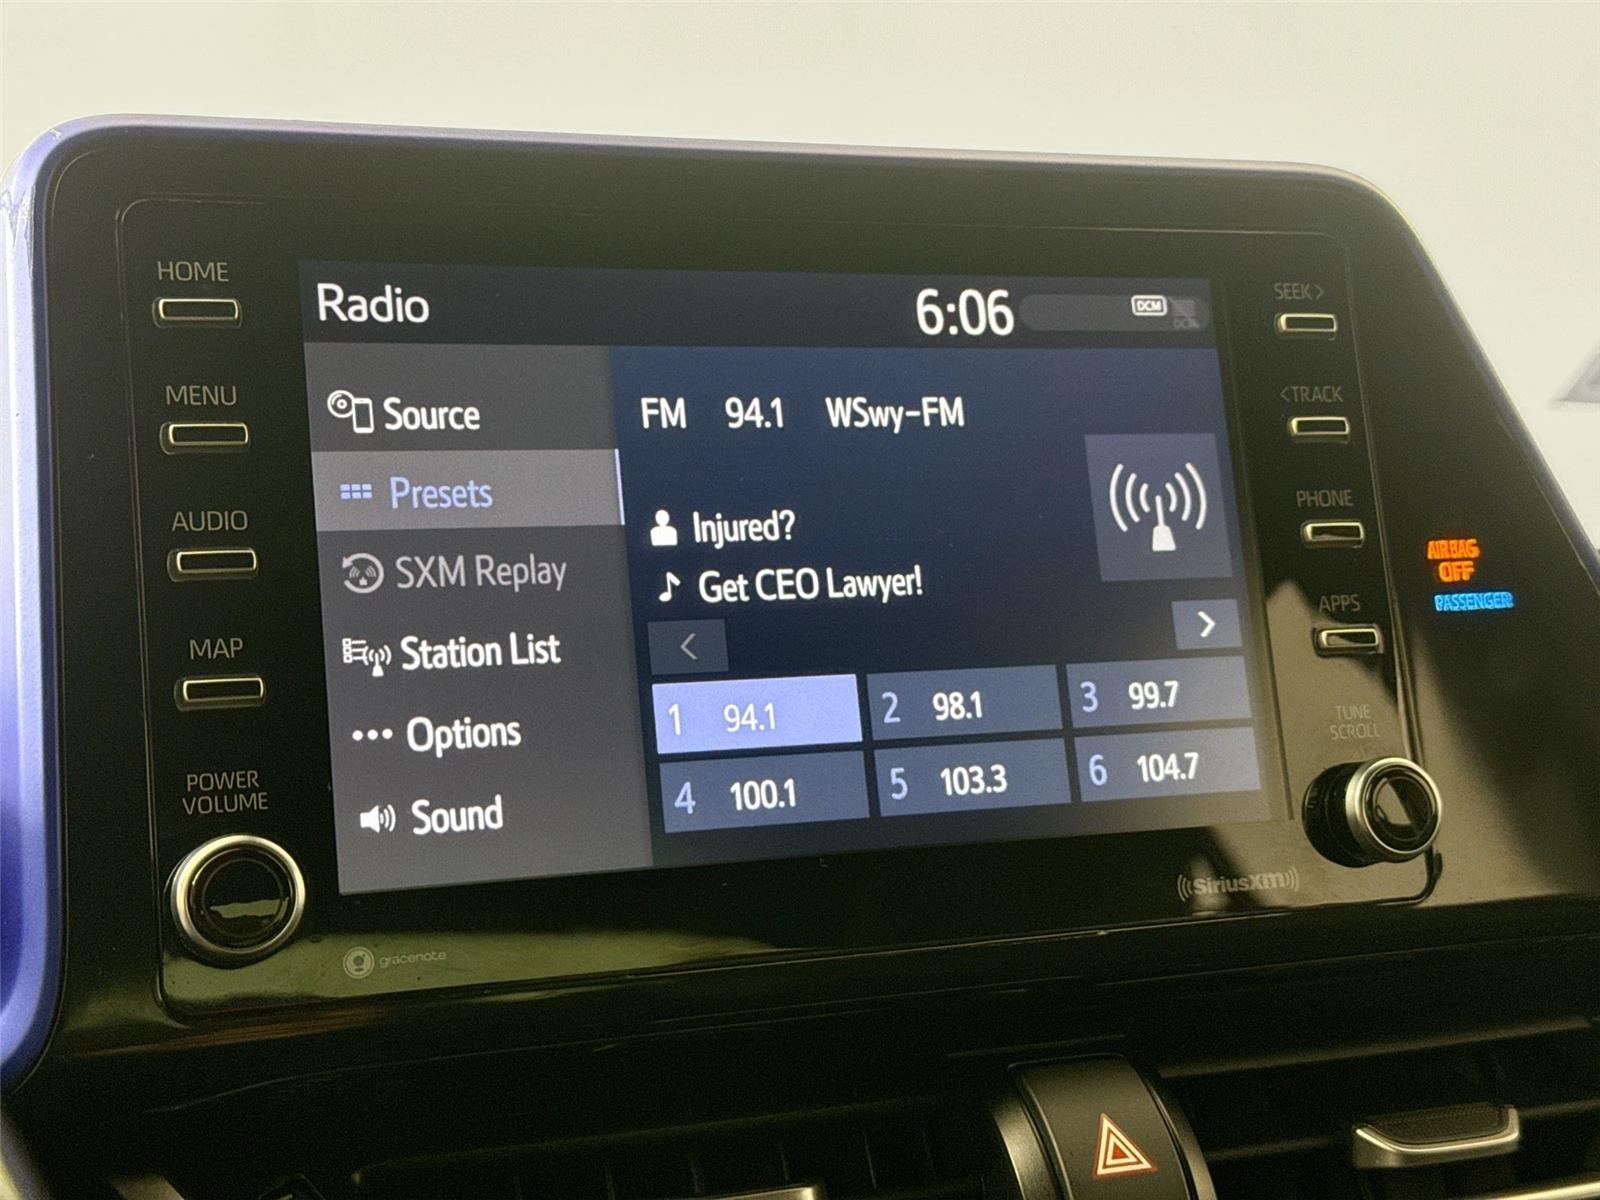 HOME
MENU
AUDIO
MAP
POWER
VOLUME
Radio
6:06
DCM
Source
Presets
SXM Replay
Station List
Options
Sound
FM 94.1 WSwy-FM
Injured?
Get CEO Lawyer!
<
>
1 94.1
2 98.1
3 99.7
4 100.1
5 103.3
6 104.7
SEEK >
< TRACK
PHONE
APPS
TUNE
SCROLL
AIRBAG
OFF
PASSENGER
gracenote
((SiriusXM))